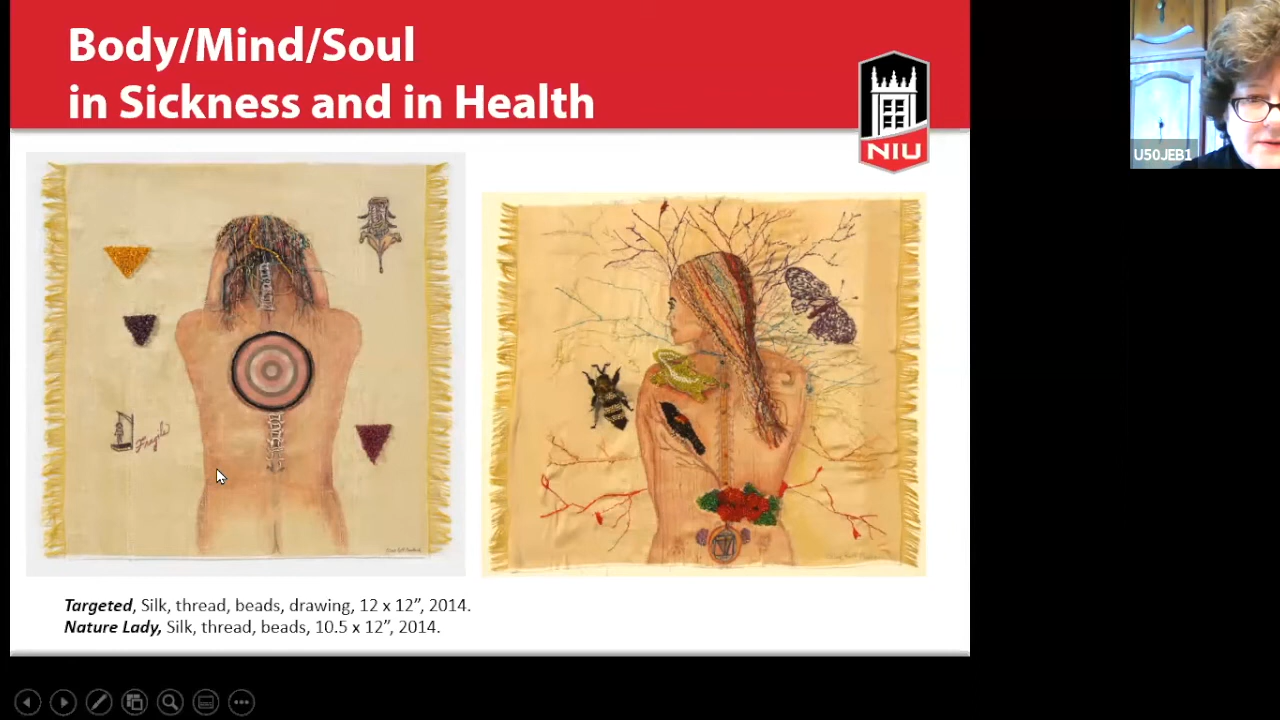 Body/Mind/Soul
in Sickness and in Health
NIU
U50JEB1
Fragile
Targeted, Silk, thread, beads, drawing, 12 x 12”, 2014.
Nature Lady, Silk, thread, beads, 10.5 x 12”, 2014.